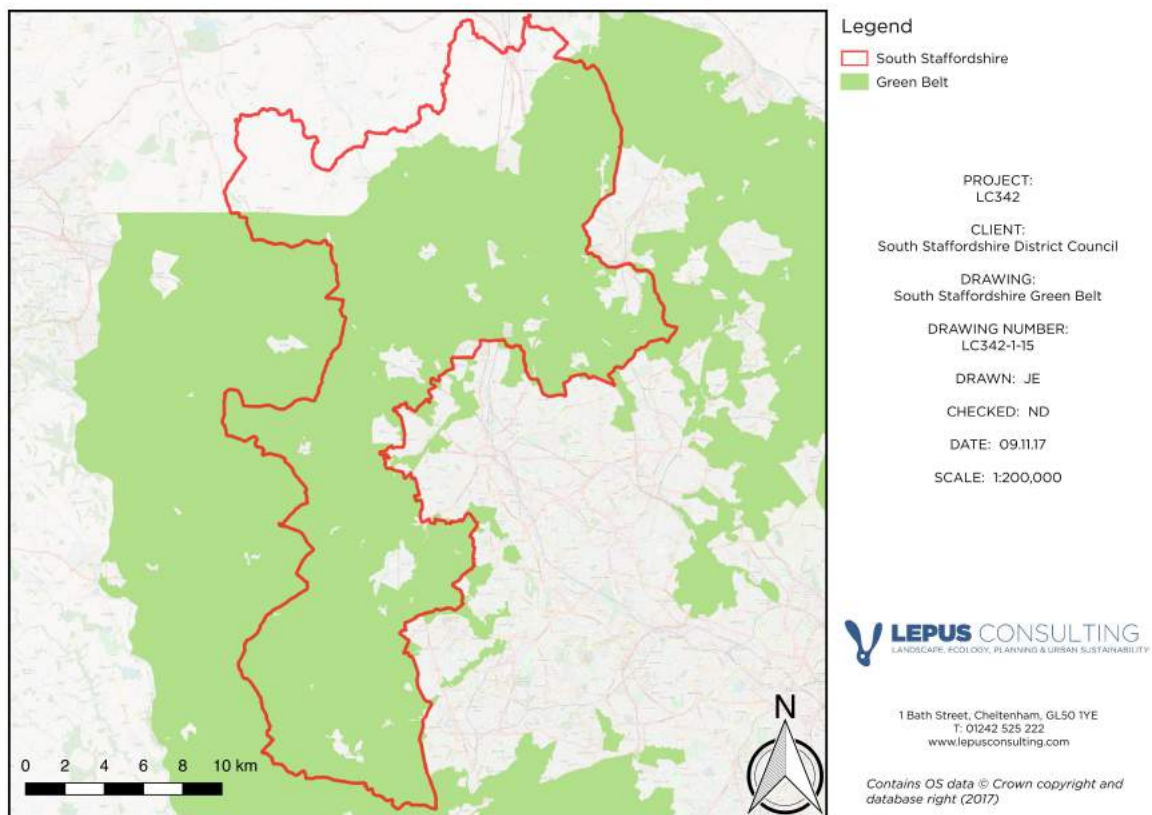 Legend
South Staffordshire
Green Belt
PROJECT:
LC342
CLIENT:
South Staffordshire District Council
DRAWING:
South Staffordshire Green Belt
DRAWING NUMBER:
LC342-1-15
DRAWN: JE
CHECKED: ND
DATE: 09.11.17
SCALE: 1:200,000
LEPUS CONSULTING
LANDSCAPE, ECOLOGY, PLANNING & URBAN SUSTAINABILITY
1 Bath Street, Cheltenham, GL50 1YE
T: 01242 525 222
www.lepusconsulting.com
Contains OS data © Crown copyright and
database right (2017)
N
0 2 4 6 8 10 km